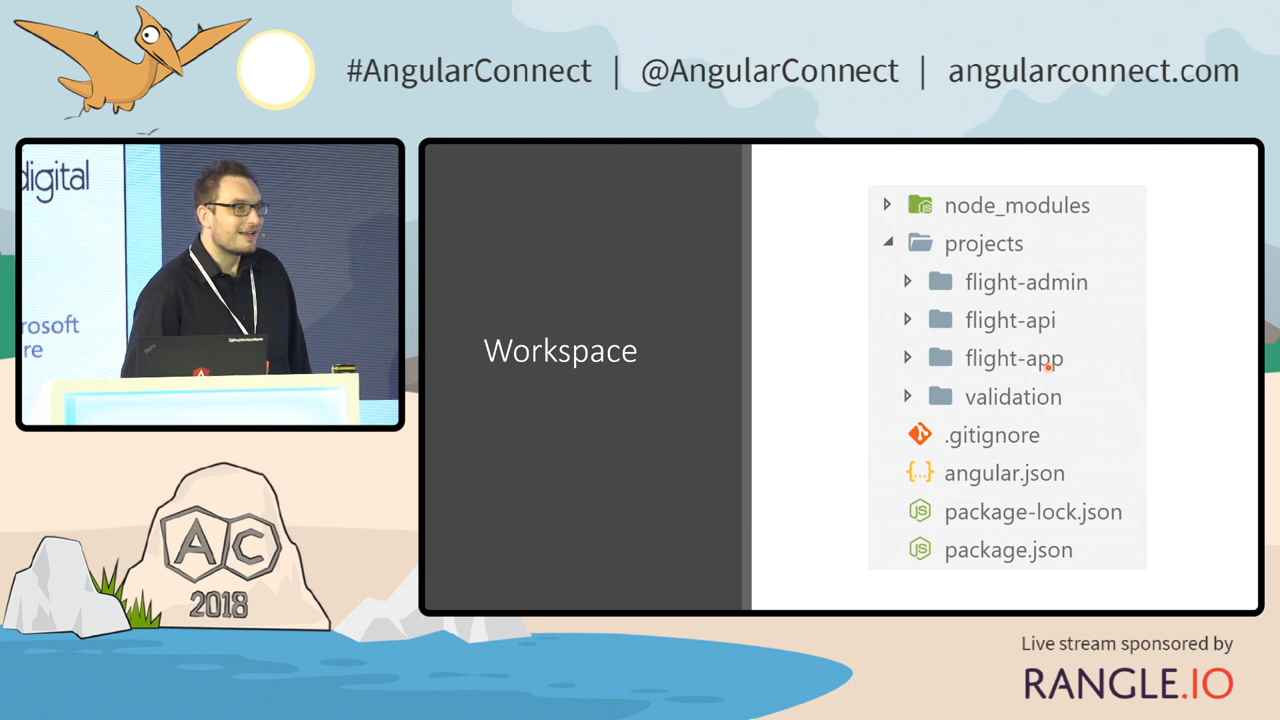 #AngularConnect | @AngularConnect | angularconnect.com
digital
rosoft
re
Workspace
node_modules
projects
flight-admin
flight-api
flight-app
validation
.gitignore
angular.json
package-lock.json
package.json
AC
2018
Live stream sponsored by
RANGLE.IO